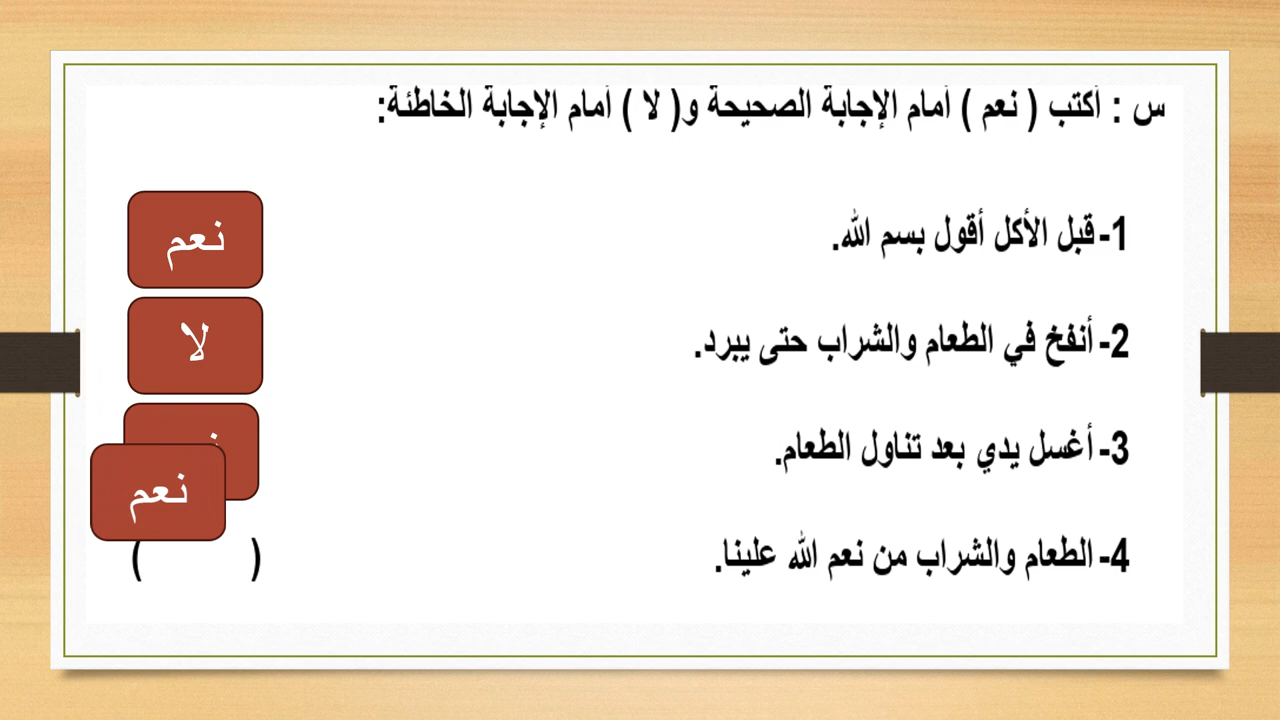 س : أكتب ( نعم ) أمام الإجابة الصحيحة و( لا ) أمام الإجابة الخاطئة:
1- قبل الأكل أقول بسم الله.
نعم
2- أنفخ في الطعام والشراب حتى يبرد.
لا
3- أغسل يدي بعد تناول الطعام.
نعم
4- الطعام والشراب من نعم الله علينا.
( )